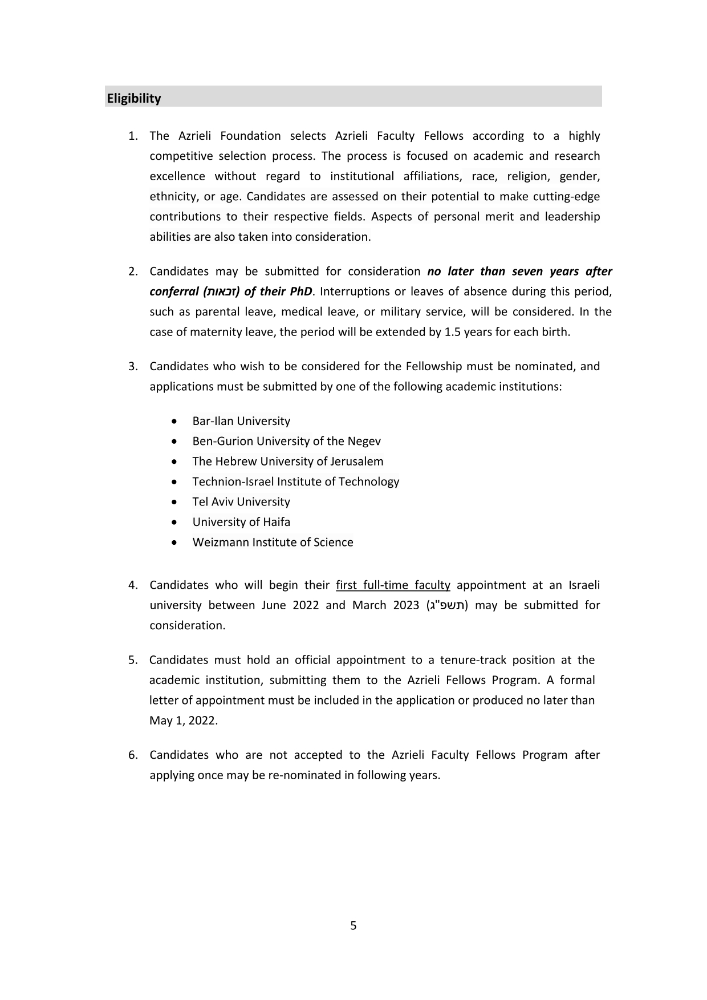 Eligibility
1. The Azrieli Foundation selects Azrieli Faculty Fellows according to a highly
competitive selection process. The process is focused on academic and research
excellence without regard to institutional affiliations, race, religion, gender,
ethnicity, or age. Candidates are assessed on their potential to make cutting-edge
contributions to their respective fields. Aspects of personal merit and leadership
abilities are also taken into consideration.
2. Candidates may be submitted for consideration no later than seven years after
conferral (זכאות) of their PhD. Interruptions or leaves of absence during this period,
such as parental leave, medical leave, or military service, will be considered. In the
case of maternity leave, the period will be extended by 1.5 years for each birth.
3. Candidates who wish to be considered for the Fellowship must be nominated, and
applications must be submitted by one of the following academic institutions:
• Bar-Ilan University
• Ben-Gurion University of the Negev
• The Hebrew University of Jerusalem
• Technion-Israel Institute of Technology
• Tel Aviv University
• University of Haifa
• Weizmann Institute of Science
4. Candidates who will begin their first full-time faculty appointment at an Israeli
university between June 2022 and March 2023 (תשפ"ג) may be submitted for
consideration.
5. Candidates must hold an official appointment to a tenure-track position at the
academic institution, submitting them to the Azrieli Fellows Program. A formal
letter of appointment must be included in the application or produced no later than
May 1, 2022.
6. Candidates who are not accepted to the Azrieli Faculty Fellows Program after
applying once may be re-nominated in following years.
5